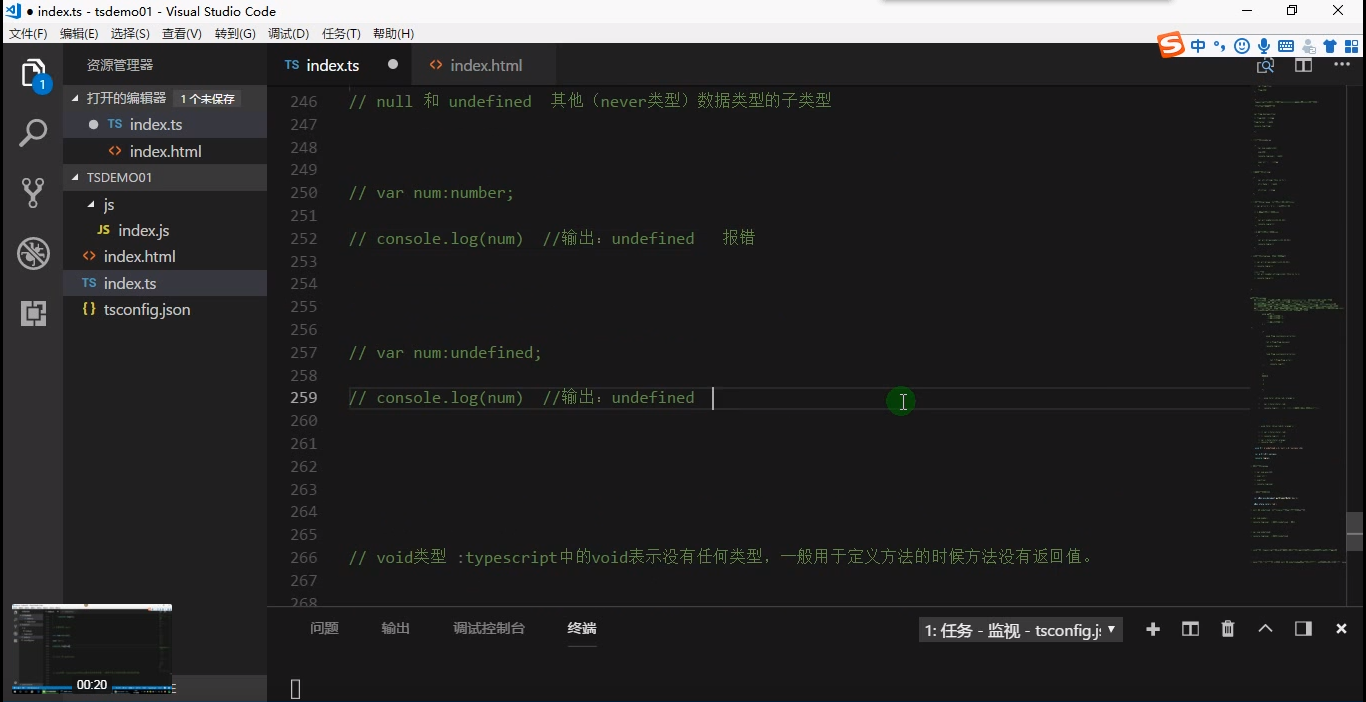 ● index.ts - tsdemo01 - Visual Studio Code
文件(F) 编辑(E) 选择(S) 查看(V) 转到(G) 调试(D) 任务(T) 帮助(H)
中
资源管理器
TS index.ts ●
<> index.html
1
打开的编辑器 1 个未保存
● TS index.ts
<> index.html
TSDEMO01
js
JS index.js
<> index.html
TS index.ts
{} tsconfig.json
246 // null 和 undefined 其他（never类型）数据类型的子类型
247
248
249
250 // var num:number;
251
252 // console.log(num) //输出：undefined 报错
253
254
255
256
257 // var num:undefined;
258
259 // console.log(num) //输出：undefined
260
261
262
263
264
265
266 // void类型 :typescript中的void表示没有任何类型，一般用于定义方法的时候方法没有返回值。
267
268
问题 输出 调试控制台 终端
1: 任务 - 监视 - tsconfig.j
00:20